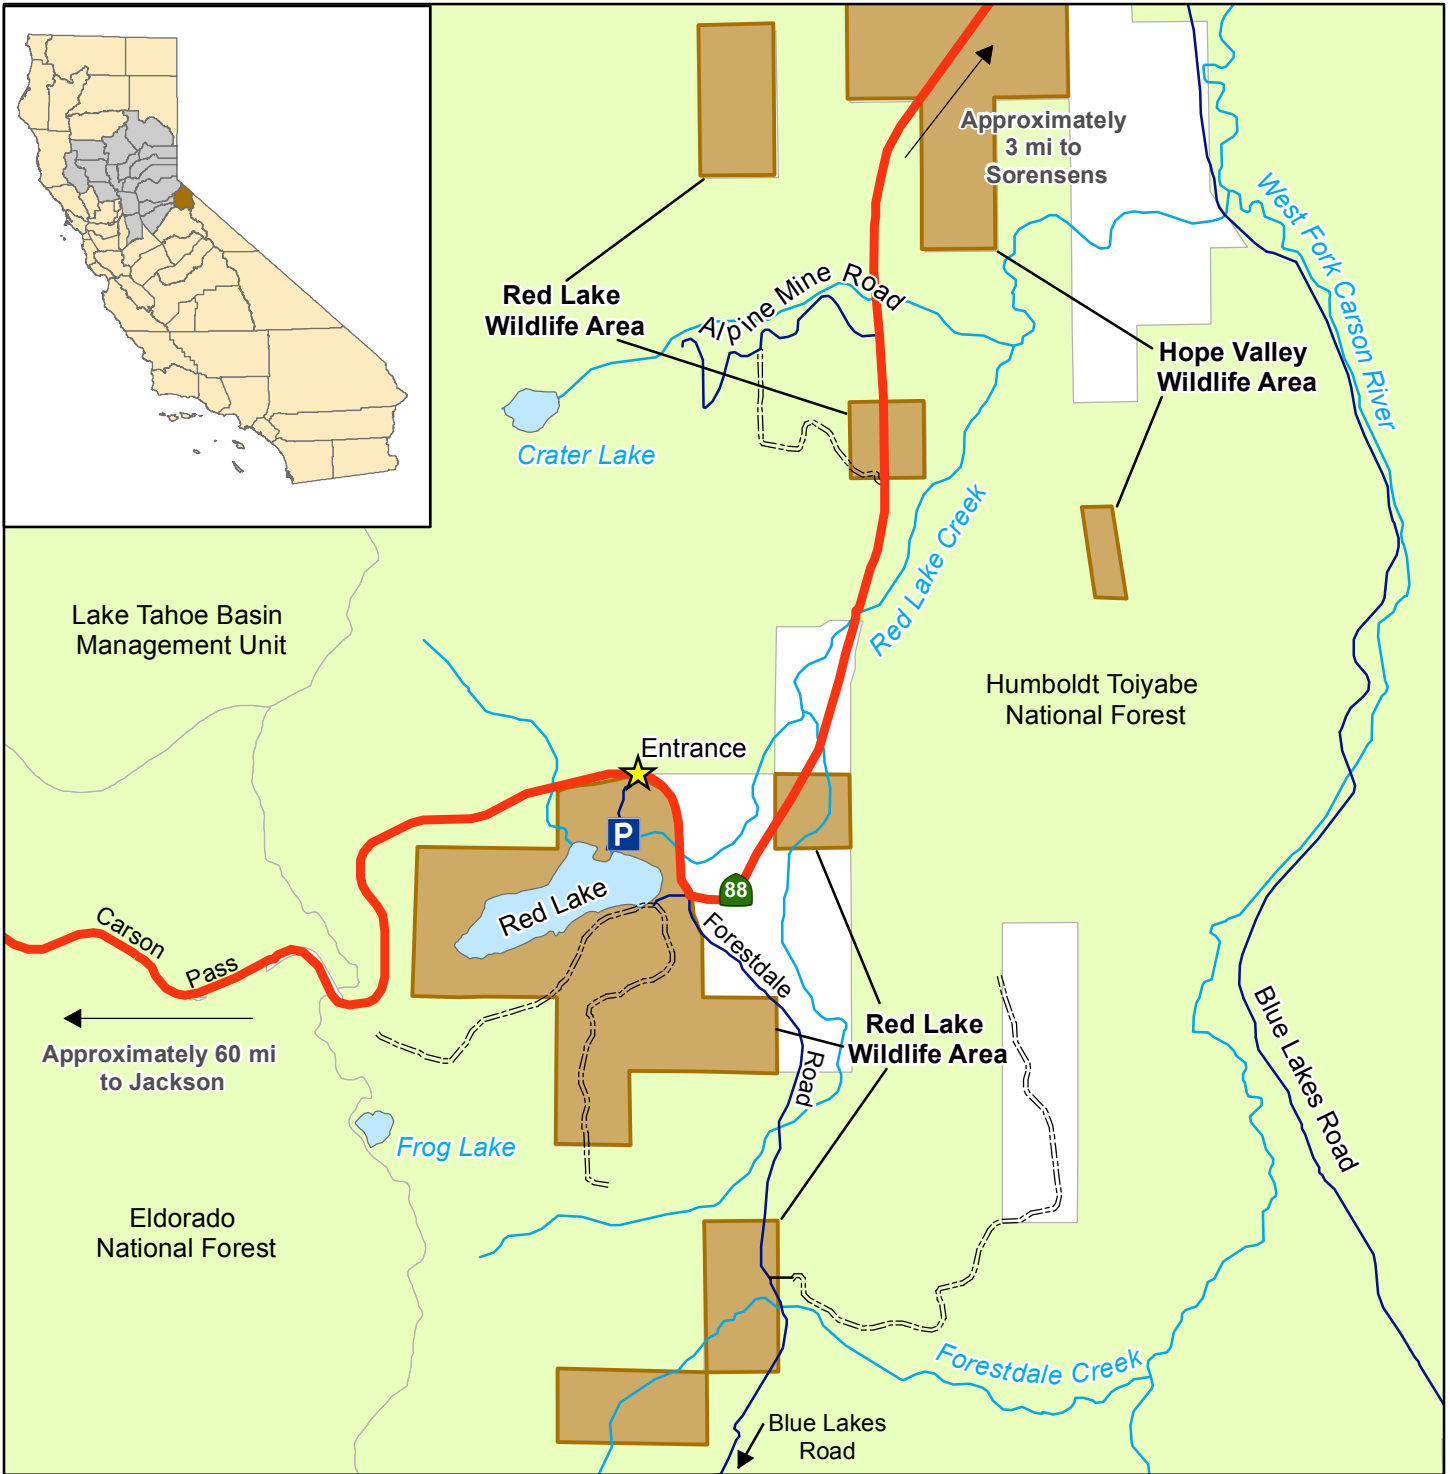 Approximately
3 mi to
Sorensens
West Fork Carson River
Alpine Mine Road
Red Lake
Wildlife Area
Hope Valley
Wildlife Area
Crater Lake
Red Lake Creek
Lake Tahoe Basin
Management Unit
Humboldt Toiyabe
National Forest
Entrance
P
Red Lake
88
Carson
Pass
Forestdale
Road
Approximately 60 mi
to Jackson
Red Lake
Wildlife Area
Blue Lakes Road
Frog Lake
Eldorado
National Forest
Forestdale Creek
Blue Lakes
Road